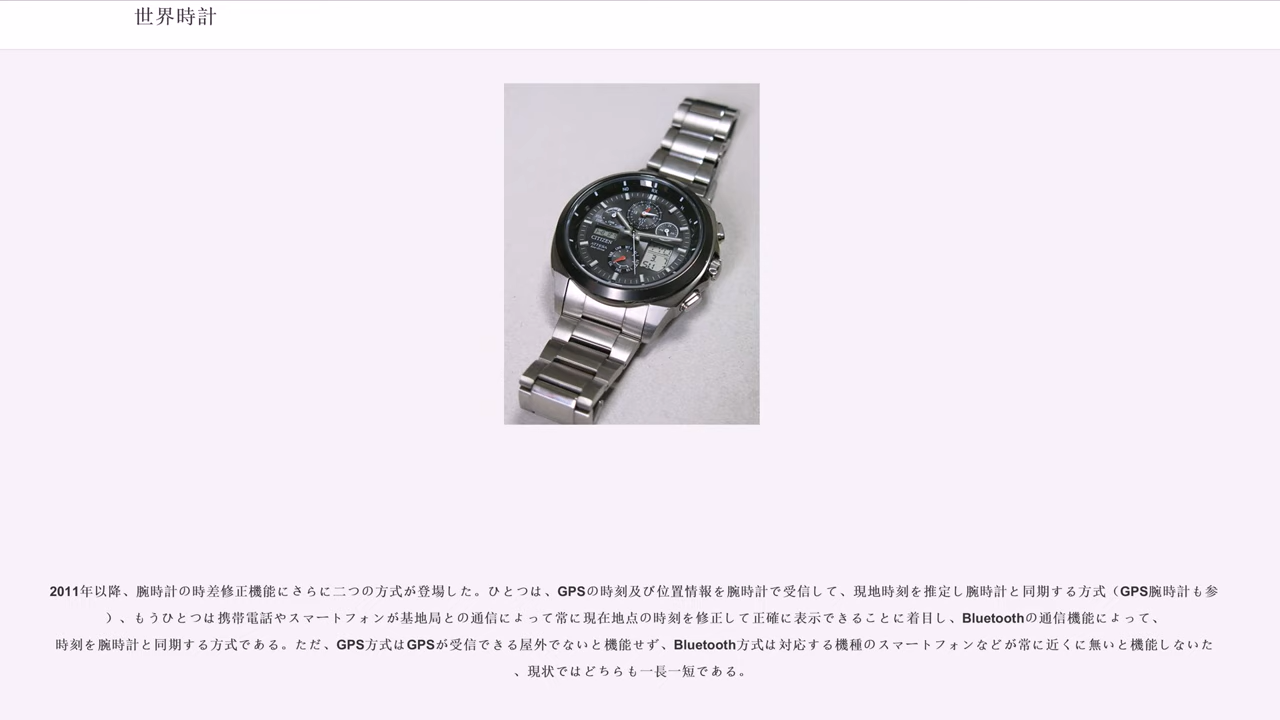 世界時計
CITIZEN
2011年以降、腕時計の時差修正機能にさらに二つの方式が登場した。ひとつは、GPSの時刻及び位置情報を腕時計で受信して、現地時刻を推定し腕時計と同期する方式（GPS腕時計も参
）、もうひとつは携帯電話やスマートフォンが基地局との通信によって常に現在地点の時刻を修正して正確に表示できることに着目し、Bluetoothの通信機能によって、
時刻を腕時計と同期する方式である。ただ、GPS方式はGPSが受信できる屋外でないと機能せず、Bluetooth方式は対応する機種のスマートフォンなどが常に近くに無いと機能しないた
、現状ではどちらも一長一短である。